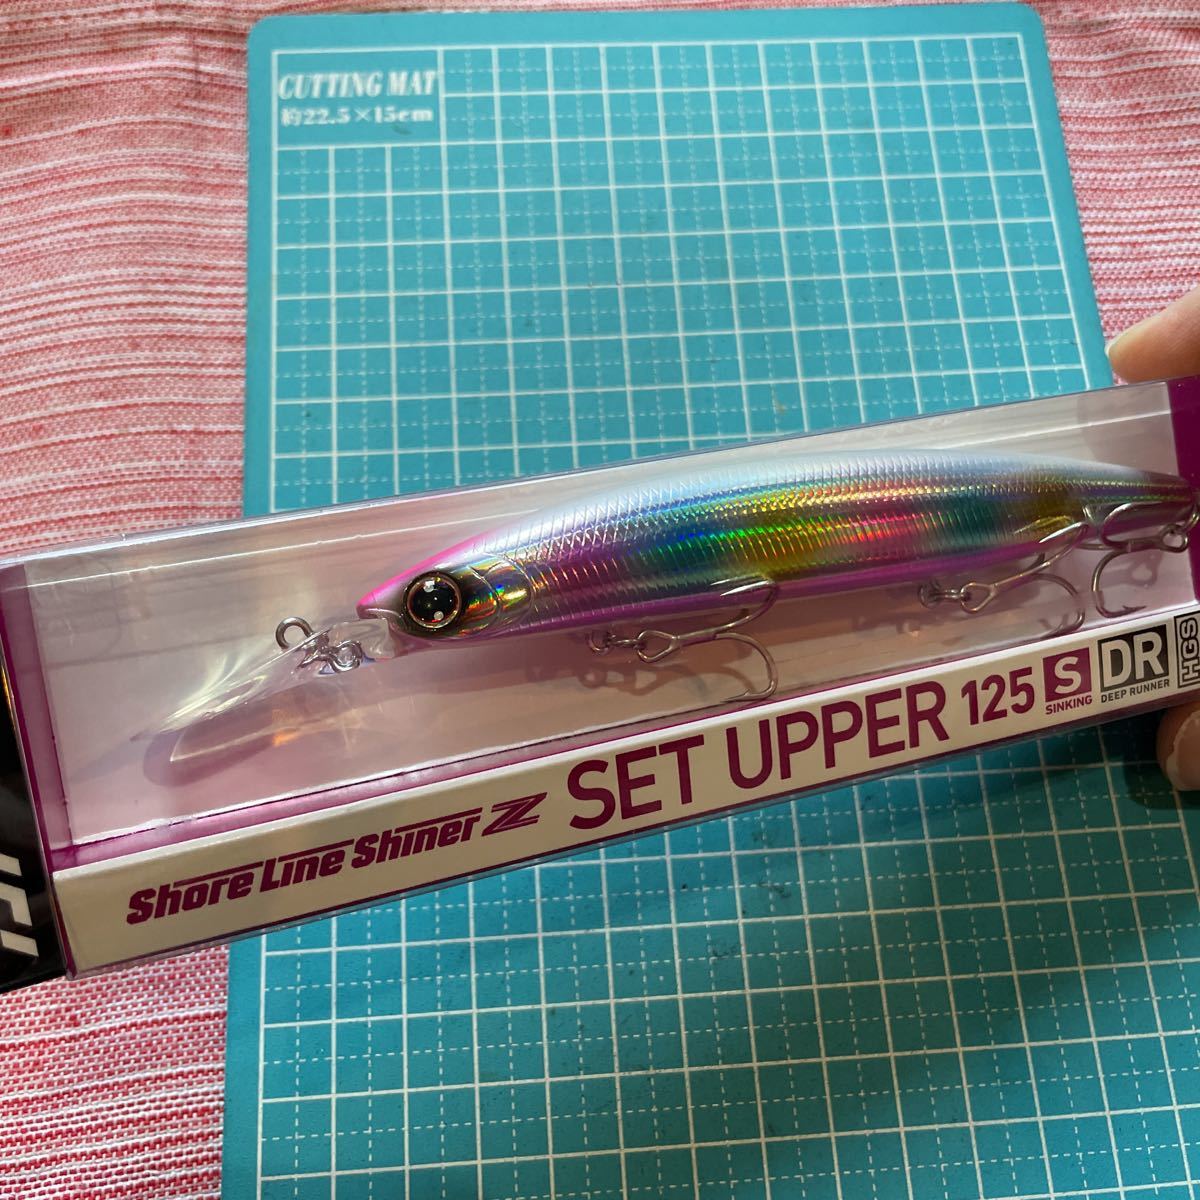 CUTTING MAT
約22.5×15cm
Shore Line Shiner Z SET UPPER 125 S DR HGS
SINKING DEEP RUNNER